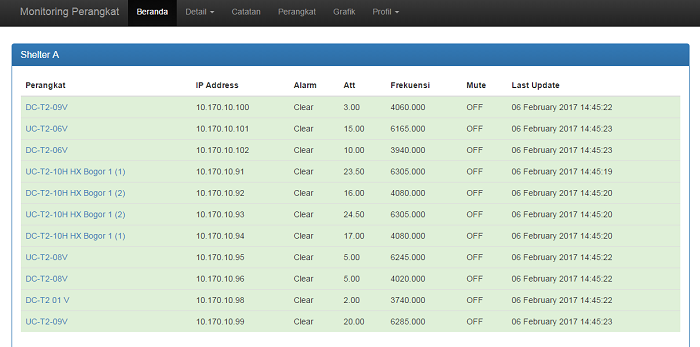 Monitoring Perangkat Beranda Detail Catatan Perangkat Grafik Profil
Shelter A
Perangkat IP Address Alarm Att Frekuensi Mute Last Update
DC-T2-09V 10.170.10.100 Clear 3.00 4060.000 OFF 06 February 2017 14:45:22
UC-T2-06V 10.170.10.101 Clear 15.00 6165.000 OFF 06 February 2017 14:45:23
DC-T2-06V 10.170.10.102 Clear 10.00 3940.000 OFF 06 February 2017 14:45:23
UC-T2-10H HX Bogor 1 (1) 10.170.10.91 Clear 23.50 6305.000 OFF 06 February 2017 14:45:19
DC-T2-10H HX Bogor 1 (2) 10.170.10.92 Clear 16.00 4080.000 OFF 06 February 2017 14:45:20
UC-T2-10H HX Bogor 1 (2) 10.170.10.93 Clear 24.50 6305.000 OFF 06 February 2017 14:45:20
DC-T2-10H HX Bogor 1 (1) 10.170.10.94 Clear 17.00 4080.000 OFF 06 February 2017 14:45:20
UC-T2-08V 10.170.10.95 Clear 5.00 6245.000 OFF 06 February 2017 14:45:22
DC-T2-08V 10.170.10.96 Clear 5.00 4020.000 OFF 06 February 2017 14:45:22
DC-T2 01 V 10.170.10.98 Clear 2.00 3740.000 OFF 06 February 2017 14:45:22
UC-T2-09V 10.170.10.99 Clear 20.00 6285.000 OFF 06 February 2017 14:45:23